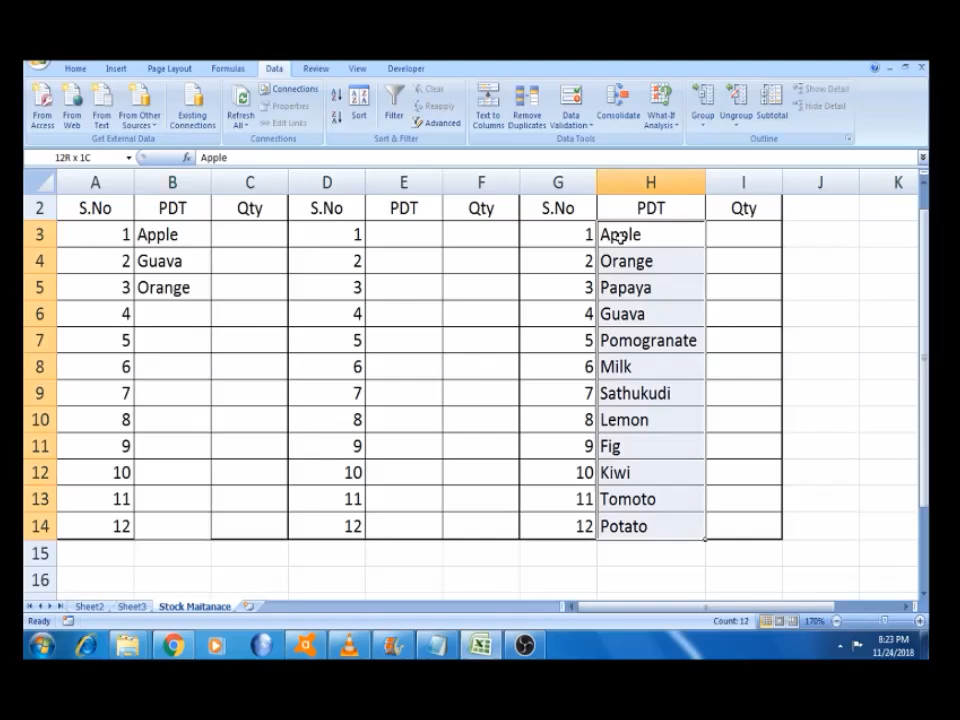 Home Insert Page Layout Formulas Data Review View Developer
From Access From Web From Text From Other Sources Existing Connections Refresh All Connections Properties Edit Links Sort Filter Clear Reapply Advanced Text to Columns Remove Duplicates Data Validation Consolidate What-If Analysis Group Ungroup Subtotal Show Detail Hide Detail
Get External Data Connections Sort & Filter Data Tools Outline
12R x 1C fx Apple
A B C D E F G H I J K
2 S.No PDT Qty S.No PDT Qty S.No PDT Qty
3 1 Apple 1 1 Apple
4 2 Guava 2 2 Orange
5 3 Orange 3 3 Papaya
6 4 4 4 Guava
7 5 5 5 Pomogranate
8 6 6 6 Milk
9 7 7 7 Sathukudi
10 8 8 8 Lemon
11 9 9 9 Fig
12 10 10 10 Kiwi
13 11 11 11 Tomoto
14 12 12 12 Potato
15
16
Sheet2 Sheet3 Stock Maitanace
Ready Count: 12 170%
8:23 PM
11/24/2018